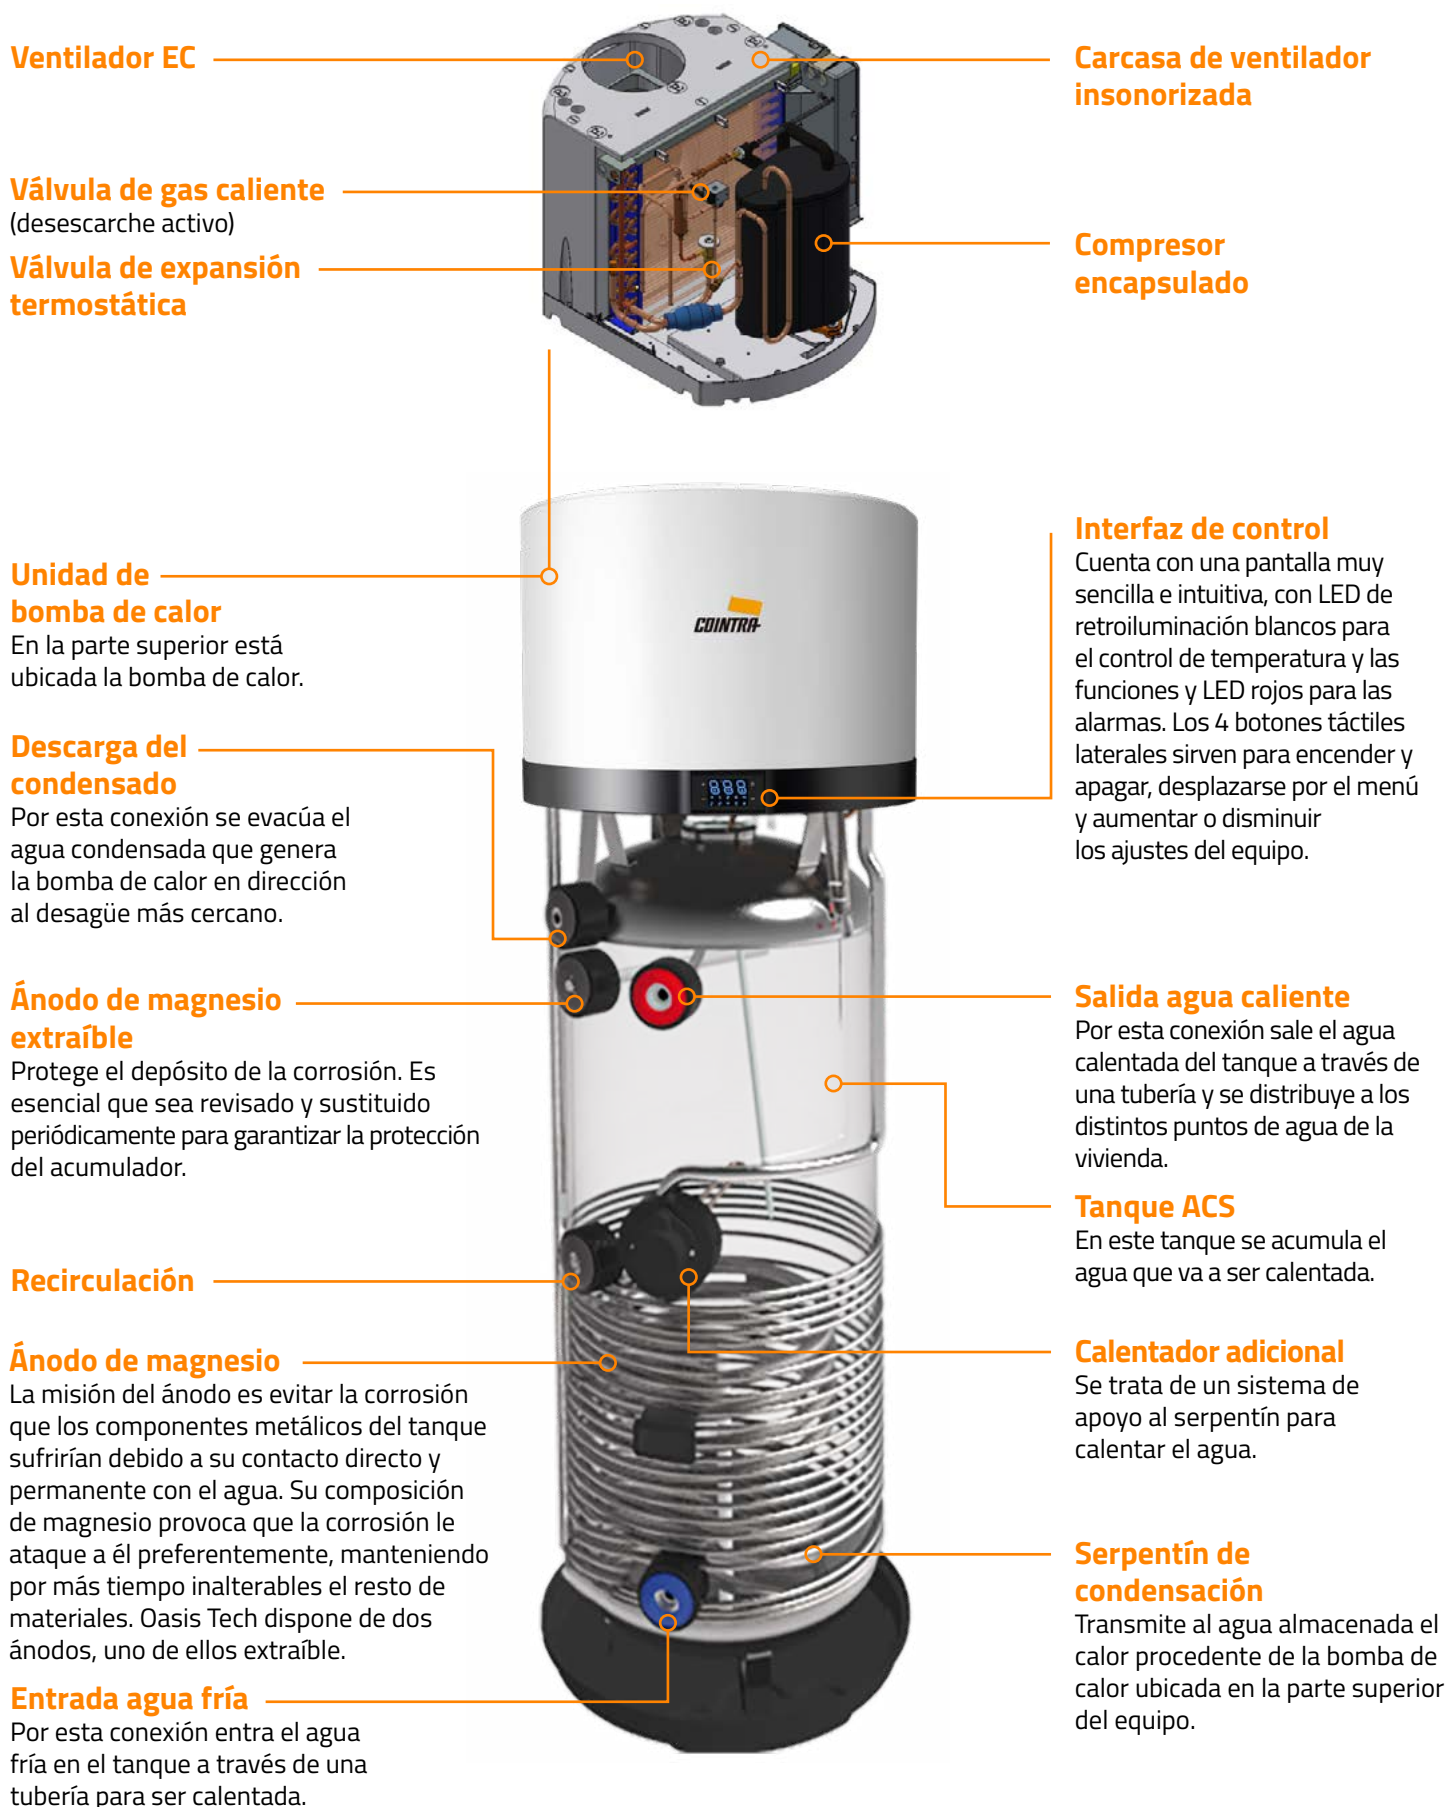 Ventilador EC
Válvula de gas caliente
(desescarche activo)
Válvula de expansión
termostática
Carcasa de ventilador
insonorizada
Compresor
encapsulado
Unidad de
bomba de calor
En la parte superior está
ubicada la bomba de calor.
Descarga del
condensado
Por esta conexión se evacúa el
agua condensada que genera
la bomba de calor en dirección
al desagüe más cercano.
Ánodo de magnesio
extraíble
Protege el depósito de la corrosión. Es
esencial que sea revisado y sustituido
periódicamente para garantizar la protección
del acumulador.
Recirculación
Ánodo de magnesio
La misión del ánodo es evitar la corrosión
que los componentes metálicos del tanque
sufrirían debido a su contacto directo y
permanente con el agua. Su composición
de magnesio provoca que la corrosión le
ataque a él preferentemente, manteniendo
por más tiempo inalterables el resto de
materiales. Oasis Tech dispone de dos
ánodos, uno de ellos extraíble.
Entrada agua fría
Por esta conexión entra el agua
fría en el tanque a través de una
tubería para ser calentada.
COINTRA
888
Interfaz de control
Cuenta con una pantalla muy
sencilla e intuitiva, con LED de
retroiluminación blancos para
el control de temperatura y las
funciones y LED rojos para las
alarmas. Los 4 botones táctiles
laterales sirven para encender y
apagar, desplazarse por el menú
y aumentar o disminuir
los ajustes del equipo.
Salida agua caliente
Por esta conexión sale el agua
calentada del tanque a través de
una tubería y se distribuye a los
distintos puntos de agua de la
vivienda.
Tanque ACS
En este tanque se acumula el
agua que va a ser calentada.
Calentador adicional
Se trata de un sistema de
apoyo al serpentín para
calentar el agua.
Serpentín de
condensación
Transmite al agua almacenada el
calor procedente de la bomba de
calor ubicada en la parte superior
del equipo.